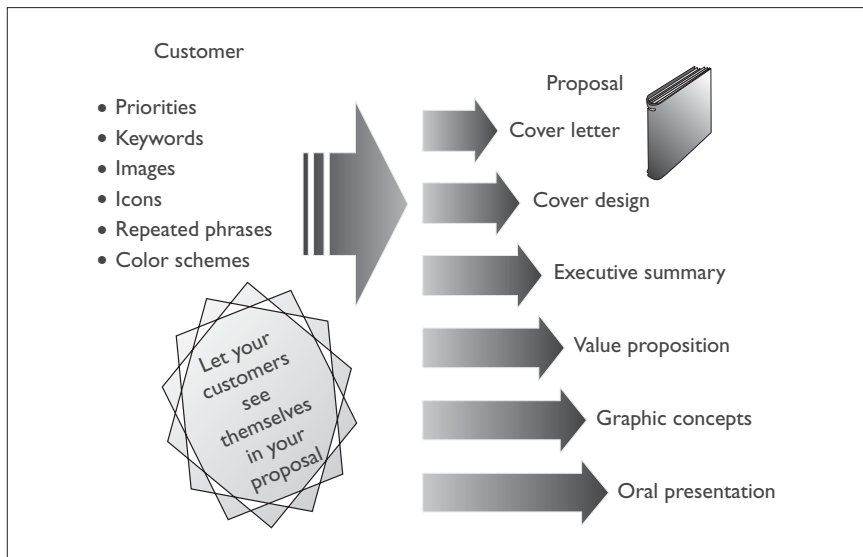 Customer
• Priorities
• Keywords
• Images
• Icons
• Repeated phrases
• Color schemes
Let your
customers
see
themselves
in your
proposal
Proposal
Cover letter
Cover design
Executive summary
Value proposition
Graphic concepts
Oral presentation